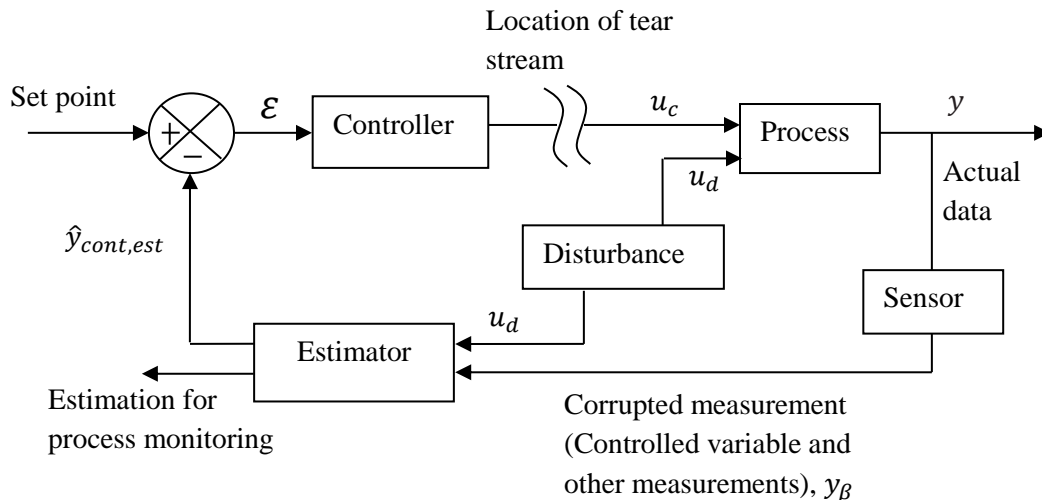 Location of tear
stream
Set point
+
−
ε
Controller
u_c
Process
y
u_d
Actual
data
ŷ_cont,est
Disturbance
Sensor
u_d
Estimator
Estimation for
process monitoring
Corrupted measurement
(Controlled variable and
other measurements), y_β